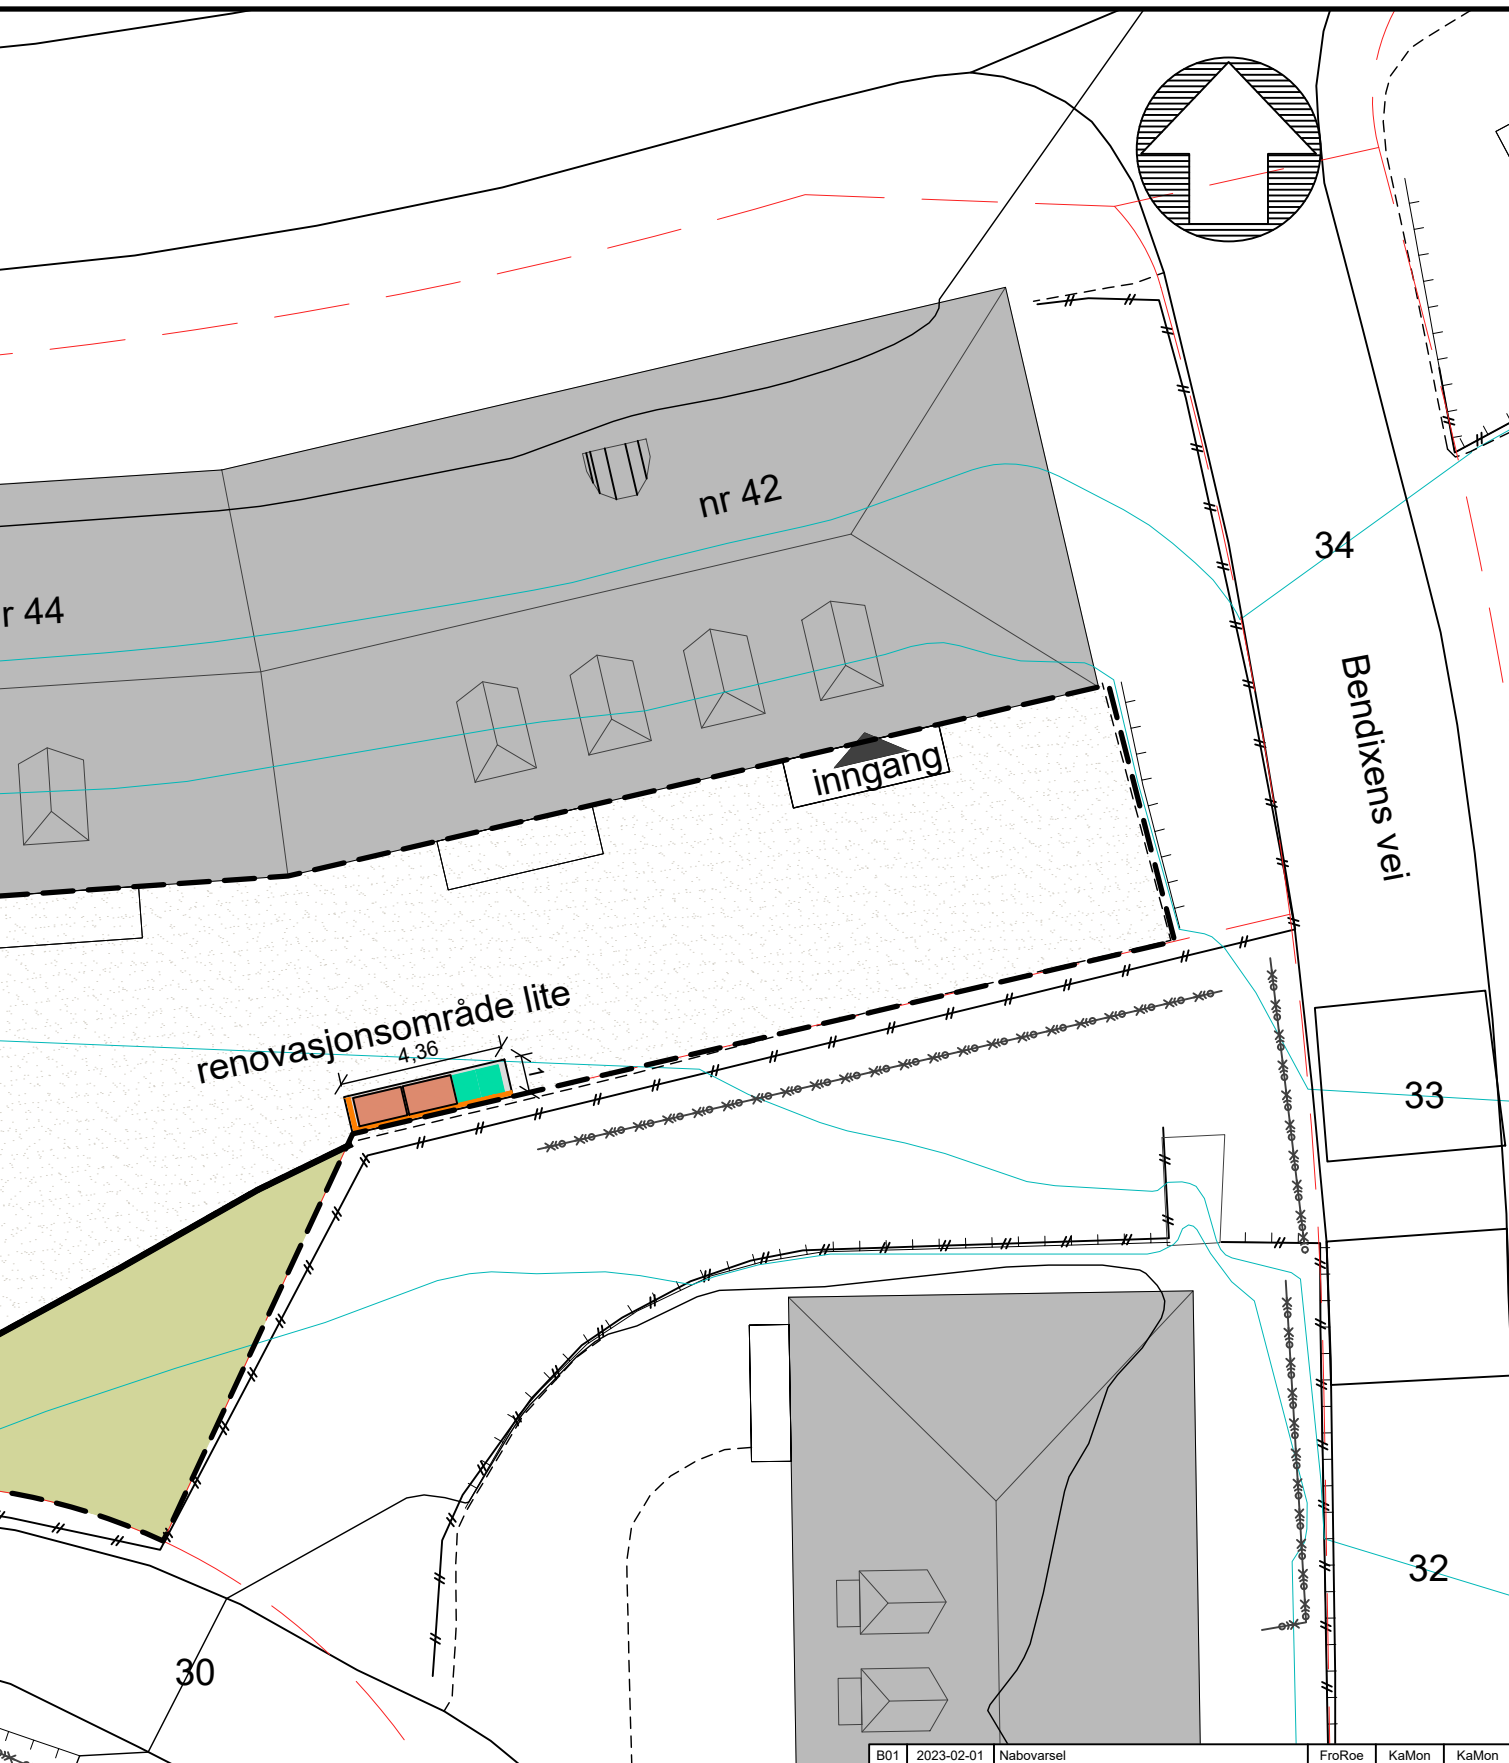 nr 42
34
r 44
Bendixens vei
inngang
renovasjonsområde lite
4,36
1
33
32
30
B01 2023-02-01 Nabovarsel FroRoe KaMon KaMon